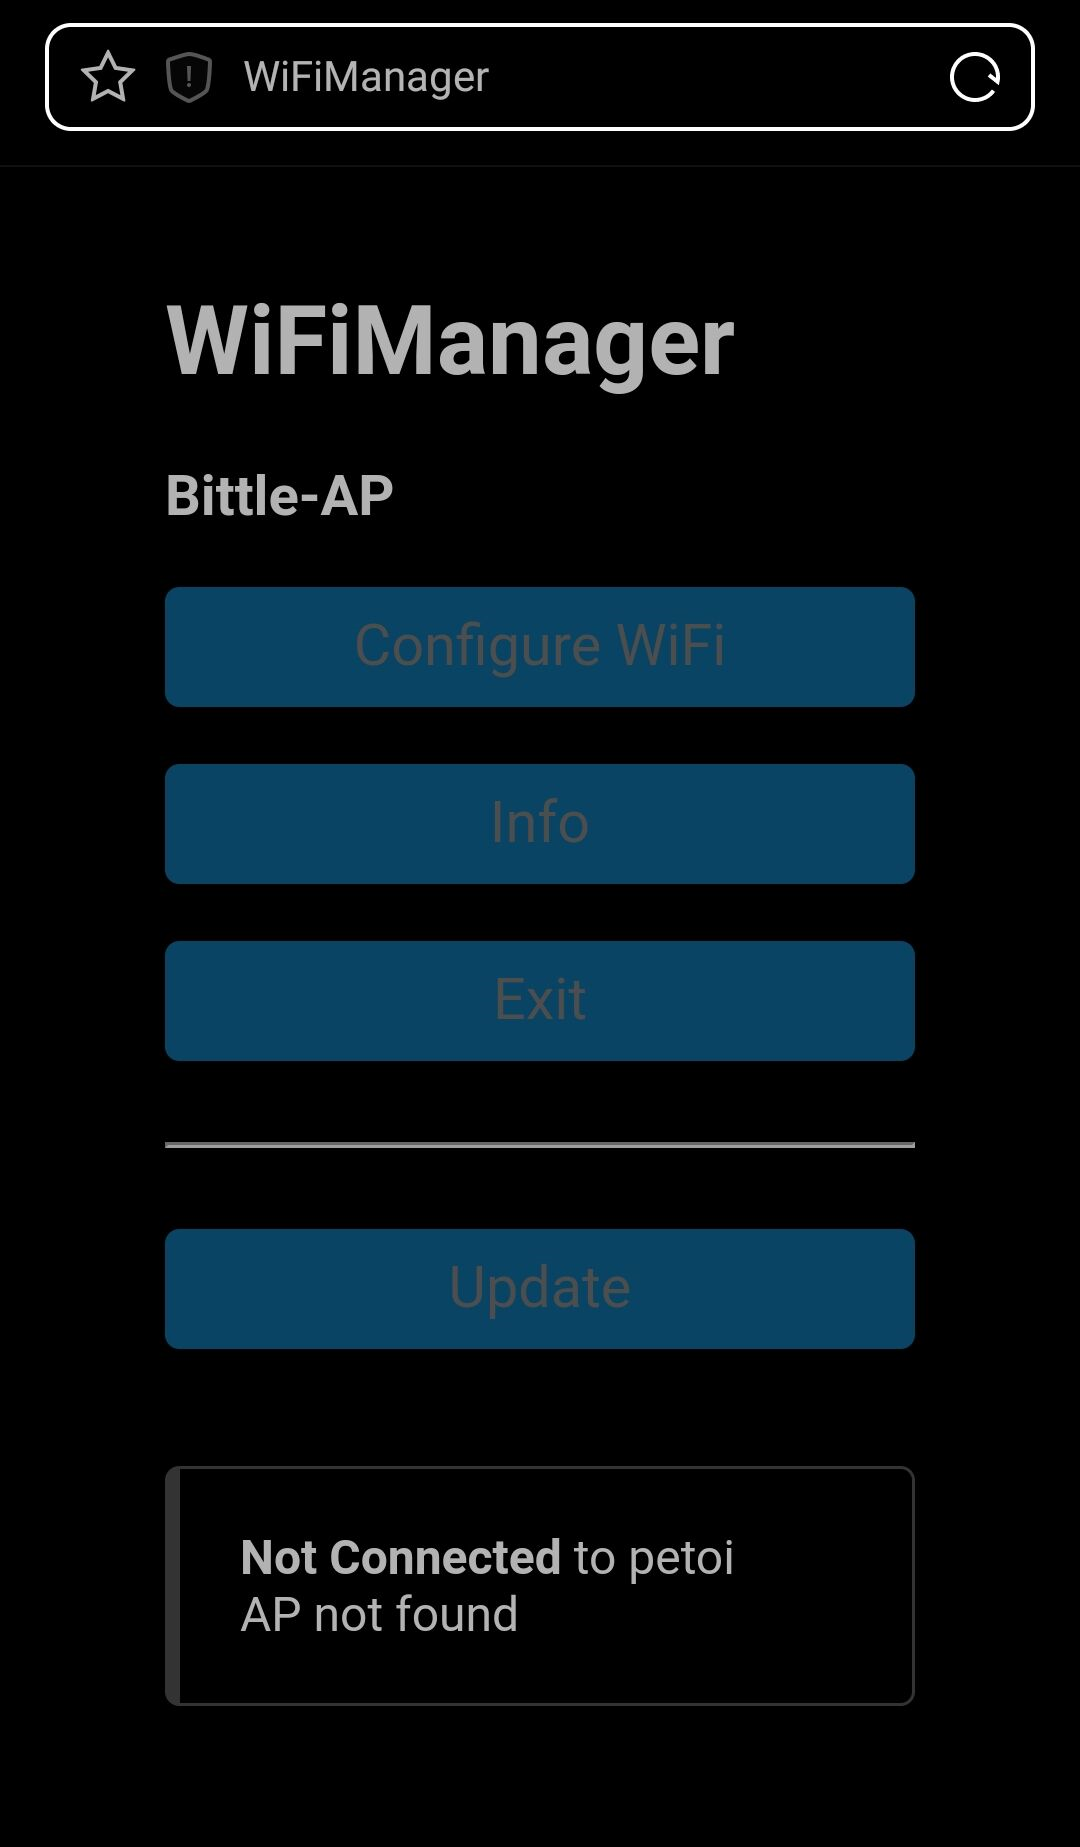 WiFiManager
WiFiManager
Bittle-AP
Configure WiFi
Info
Exit
Update
Not Connected to petoi
AP not found